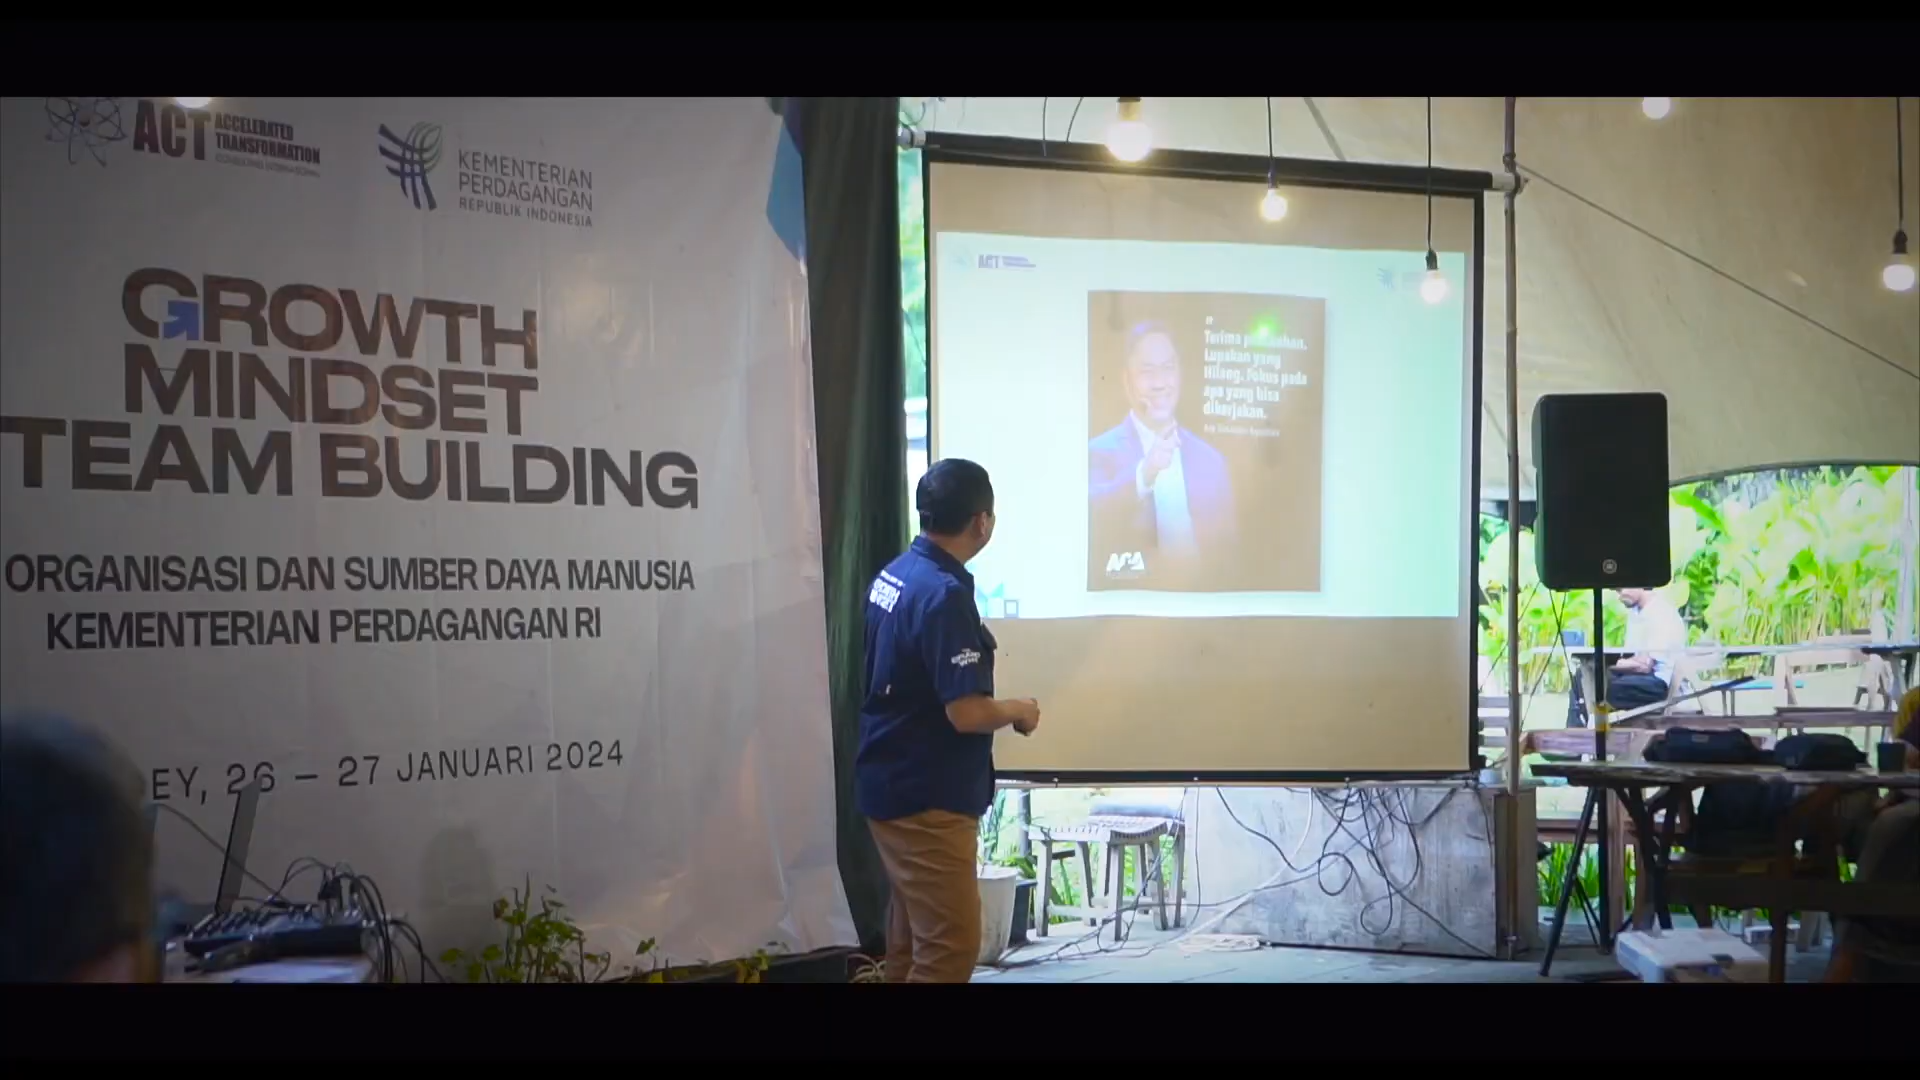 ACT
ACCELERATED
TRANSFORMATION
KEMENTERIAN
PERDAGANGAN
REPUBLIK INDONESIA
GROWTH
MINDSET
TEAM BUILDING
ORGANISASI DAN SUMBER DAYA MANUSIA
KEMENTERIAN PERDAGANGAN RI
EY, 26 – 27 JANUARI 2024
ACT
"
Terima
Lupakan yang
Hilang. Fokus pada
apa yang bisa
dikerjakan.